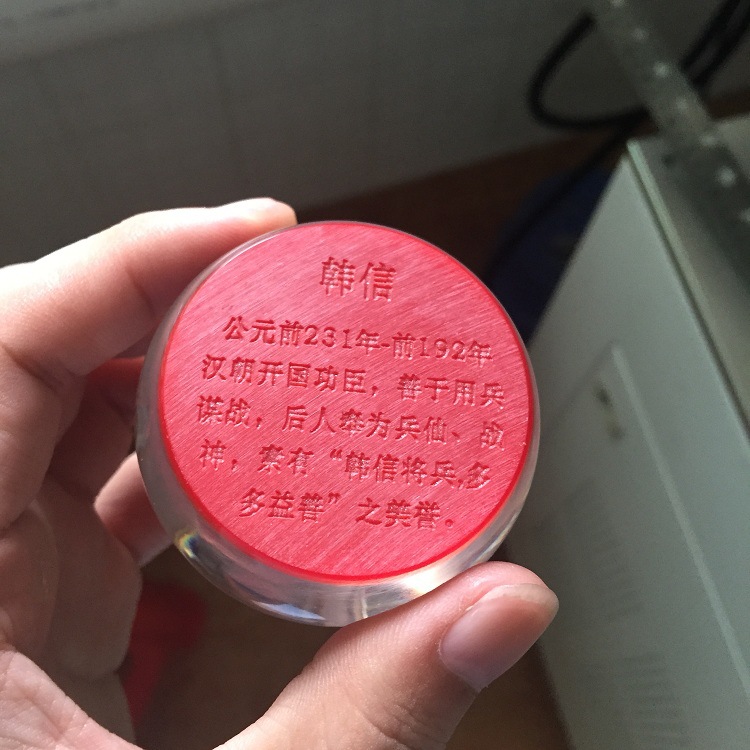 韩信
公元前231年-前192年
汉朝开国功臣，善于用兵
谋战，后人奉为兵仙、战
神，素有“韩信将兵,多
多益善”之美誉。